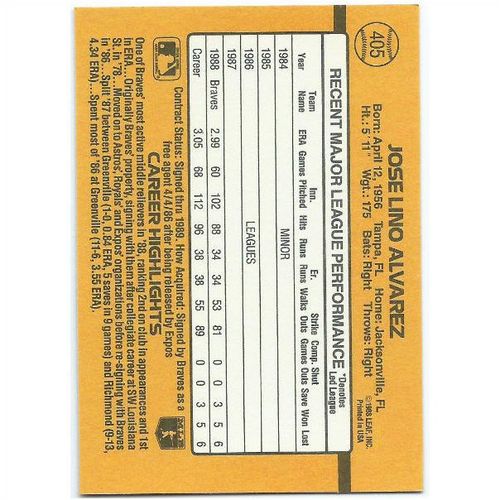 405
JOSE LINO ALVAREZ
Born: April 12, 1956 Tampa, FL Home: Jacksonville, FL
Ht.: 5' 11" Wgt.: 175 Bats: Right Throws: Right
RECENT MAJOR LEAGUE PERFORMANCE
*Denotes Led League
©1988 LEAF, INC.
Printed in USA
Team Inn. Er. Strike Comp. Shut
Year Name ERA Games Pitched Hits Runs Runs Walks Outs Games Outs Save Won Lost
1984 MINOR
1985
1986 LEAGUES
1987
1988 Braves 2.99 60 102 88 34 34 53 81 0 3 5 6
Career 3.05 68 112 96 38 38 55 89 0 3 5 6
Contract Status: Signed thru 1989. How Acquired: Signed by Braves as a
free agent 4/4/86 after being released by Expos
CAREER HIGHLIGHTS
One of Braves' most active middle relievers in '88, ranking 2nd on club in appearances and 1st
in ERA...Originally Braves' property, signing with them after collegiate career at SW Louisiana
St. in '78...Moved on to Astros', Royals' and Expos' organizations before re-signing with Braves
in '86...Split '87 between Greenville (1-0, 0.64 ERA, 5 saves in 9 games) and Richmond (9-13,
4.34 ERA)...Spent most of '86 at Greenville (11-6, 3.55 ERA).